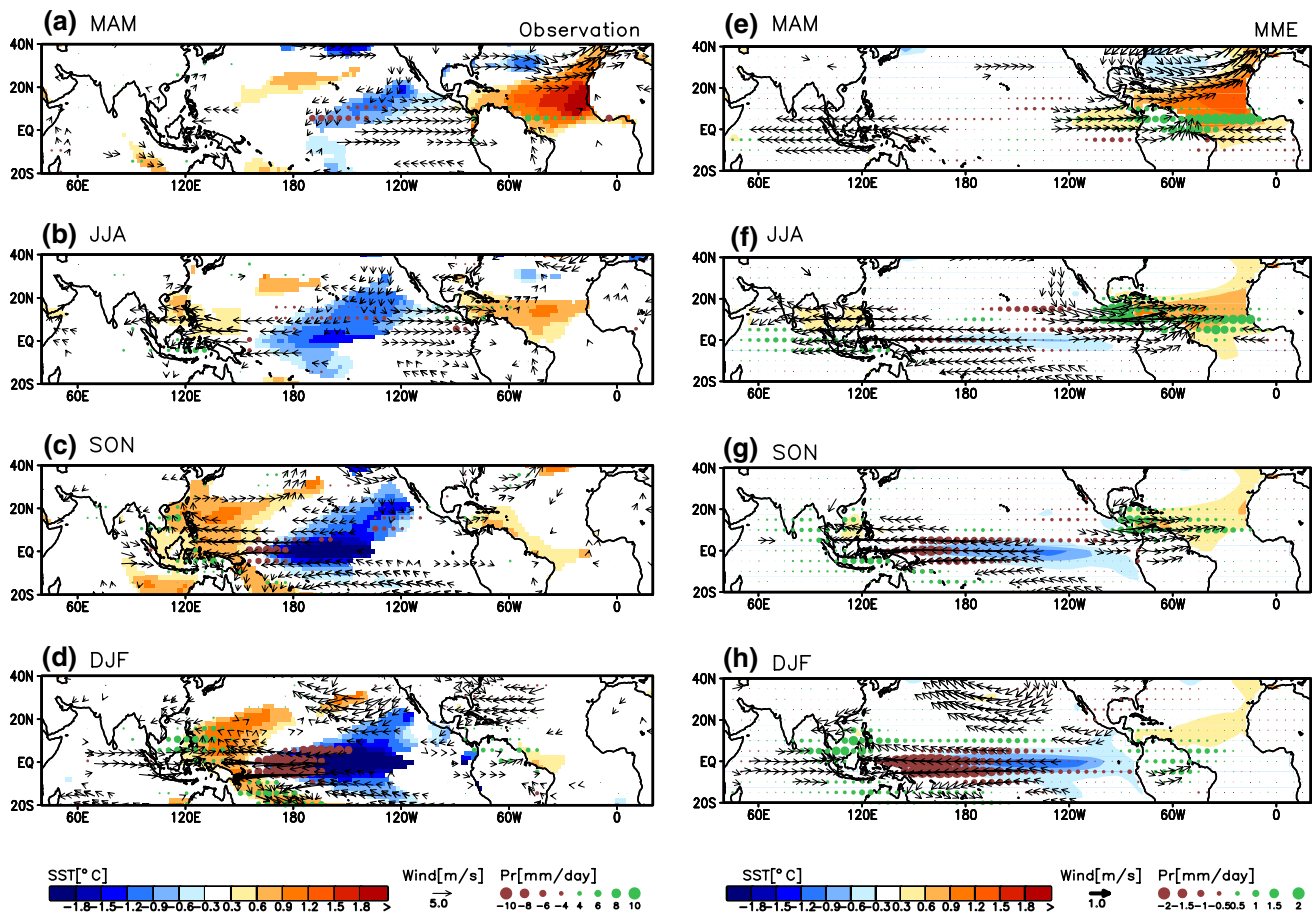 (a) MAM Observation
40N
20N
EQ
20S
60E 120E 180 120W 60W 0
(b) JJA
40N
20N
EQ
20S
60E 120E 180 120W 60W 0
(c) SON
40N
20N
EQ
20S
60E 120E 180 120W 60W 0
(d) DJF
40N
20N
EQ
20S
60E 120E 180 120W 60W 0
SST[°C] Wind[m/s] Pr[mm/day]
-1.8 -1.5 -1.2 -0.9 -0.6 -0.3 0.3 0.6 0.9 1.2 1.5 1.8 > 5.0 -10 -8 -6 -4 4 6 8 10
(e) MAM MME
40N
20N
EQ
20S
60E 120E 180 120W 60W 0
(f) JJA
40N
20N
EQ
20S
60E 120E 180 120W 60W 0
(g) SON
40N
20N
EQ
20S
60E 120E 180 120W 60W 0
(h) DJF
40N
20N
EQ
20S
60E 120E 180 120W 60W 0
SST[°C] Wind[m/s] Pr[mm/day]
-1.8 -1.5 -1.2 -0.9 -0.6 -0.3 0.3 0.6 0.9 1.2 1.5 1.8 > 1.0 -2 -1.5 -1 -0.5 0.5 1 1.5 2